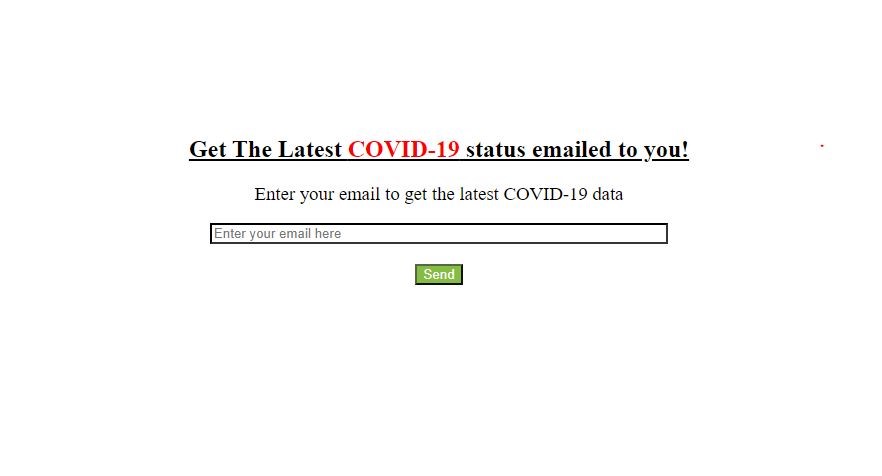 Get The Latest COVID-19 status emailed to you!
Enter your email to get the latest COVID-19 data
Enter your email here
Send